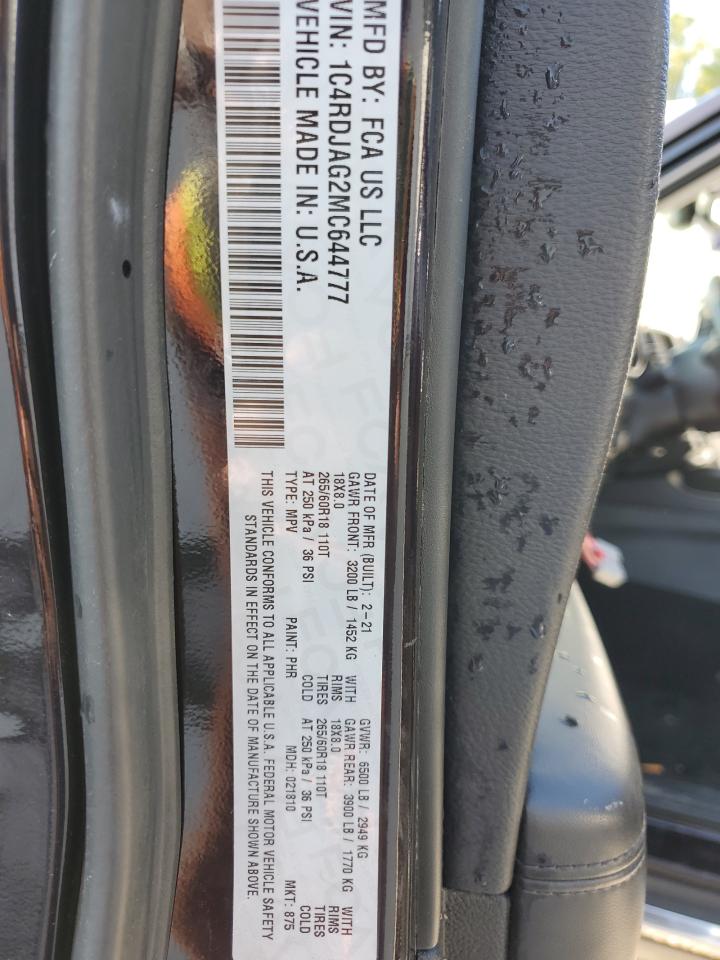 MFD BY: FCA US LLC
VIN: 1C4RDJAG2MC644777
VEHICLE MADE IN: U.S.A.
DATE OF MFR (BUILT): 2-21 GVWR: 6500 LB / 2949 KG
GAWR FRONT: 3200 LB / 1452 KG WITH GAWR REAR: 3900 LB / 1770 KG WITH
18X8.0 RIMS 18X8.0 RIMS
265/60R18 110T TIRES 265/60R18 110T TIRES
AT 250 kPa / 36 PSI COLD AT 250 kPa / 36 PSI COLD
TYPE: MPV PAINT: PHR MDH: 021810 MKT: 875
THIS VEHICLE CONFORMS TO ALL APPLICABLE U.S.A. FEDERAL MOTOR VEHICLE SAFETY
STANDARDS IN EFFECT ON THE DATE OF MANUFACTURE SHOWN ABOVE.